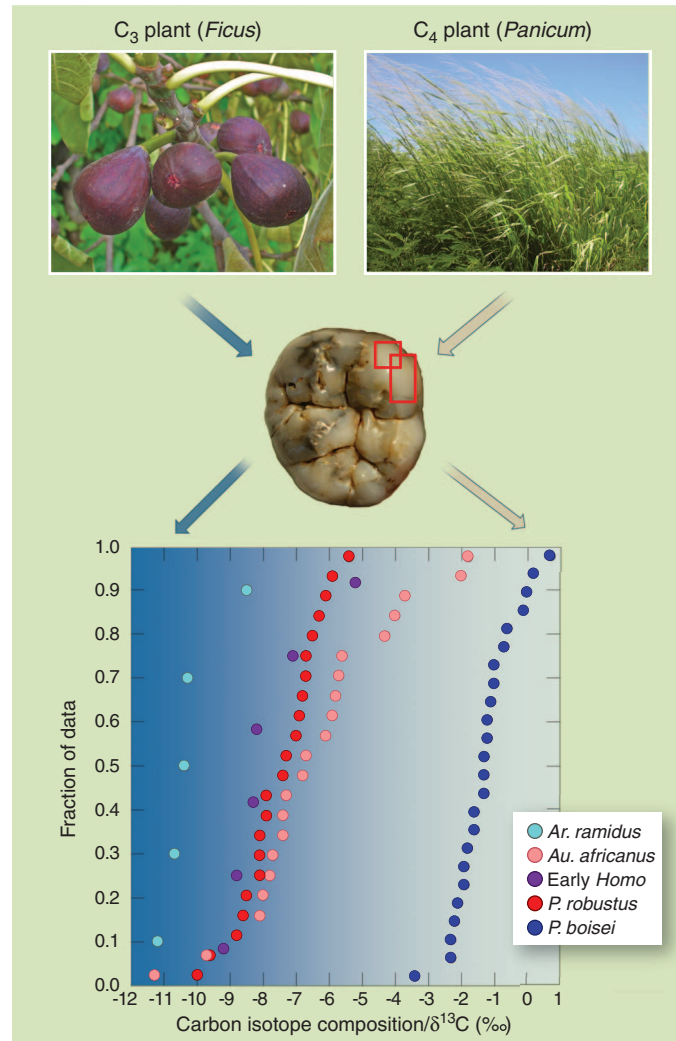 C₃ plant (Ficus)
C₄ plant (Panicum)
1.0
0.9
0.8
0.7
0.6
0.5
0.4
0.3
0.2
0.1
0.0
Fraction of data
-12 -11 -10 -9 -8 -7 -6 -5 -4 -3 -2 -1 0 1
Carbon isotope composition/δ¹³C (‰)
Ar. ramidus
Au. africanus
Early Homo
P. robustus
P. boisei